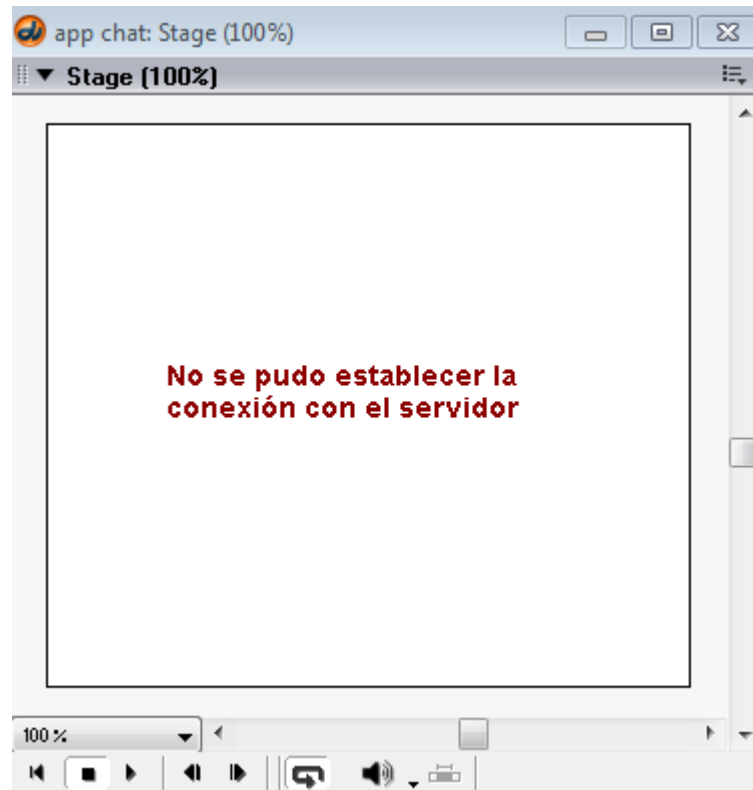 app chat: Stage (100%)
Stage (100%)
No se pudo establecer la
conexión con el servidor
100 %